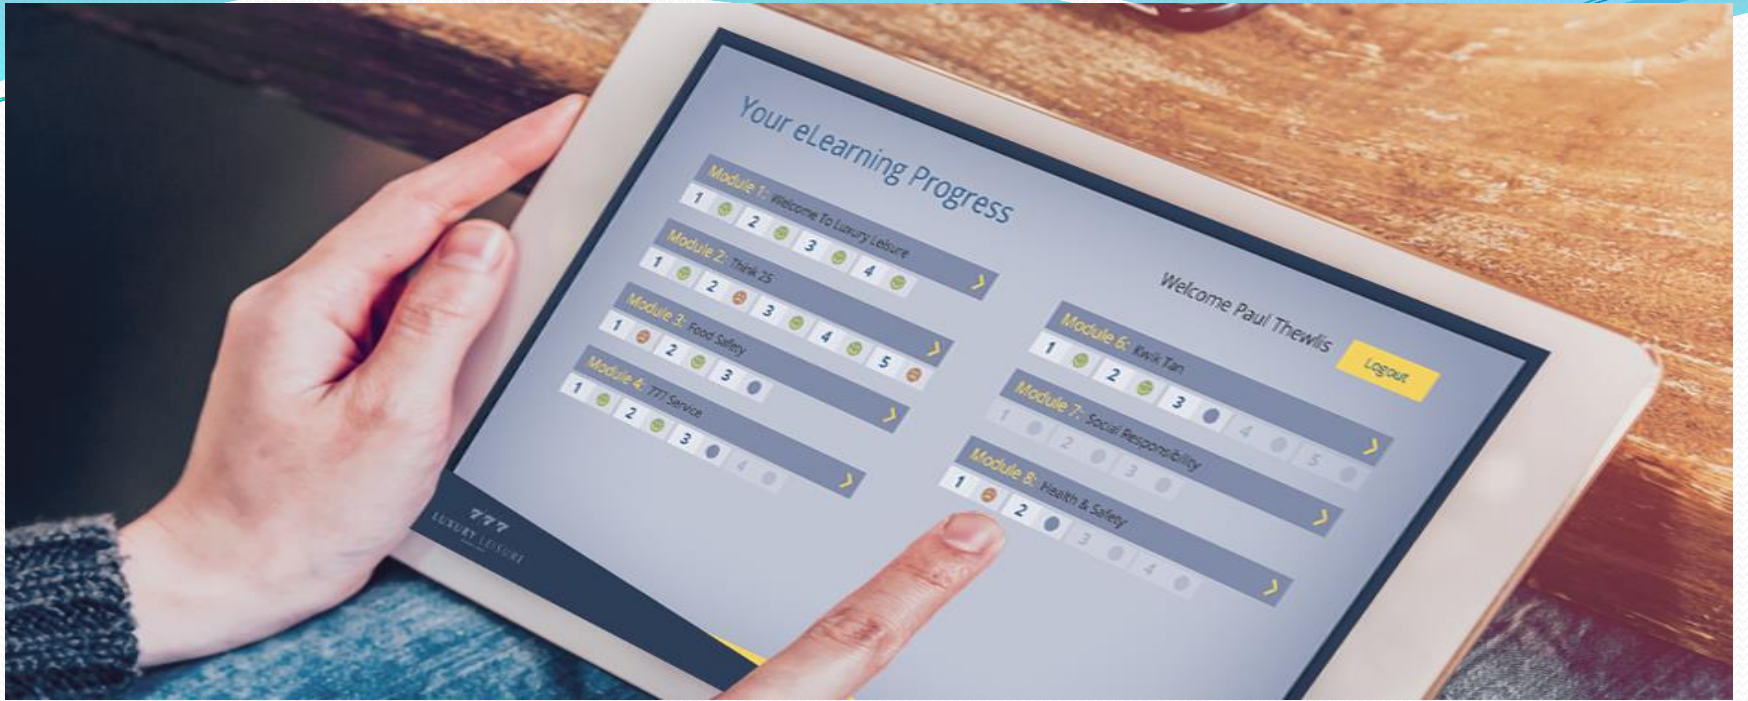 Your eLearning Progress
Module 1: Welcome To Luxury Leisure
1 2 3 4
Module 2: Think 25
1 2 3 4 5
Module 3: Food Safety
1 2 3
Module 4: 777 Service
1 2 3 4
777
LUXURY LEISURE
Welcome Paul Thewlis
Logout
Module 6: Kwik Tan
1 2 3 4 5
Module 7: Social Responsibility
1 2 3
Module 8: Health & Safety
1 2 3 4